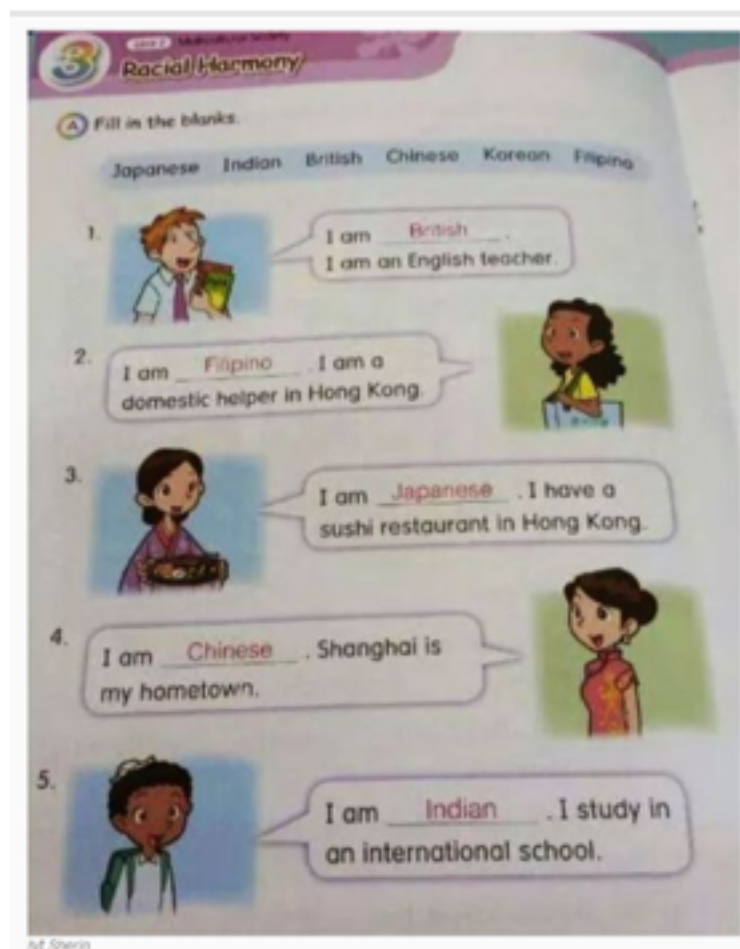 3
Racial Harmony
A Fill in the blanks.
Japanese Indian British Chinese Korean Filipino
1.
I am British.
I am an English teacher.
2.
I am Filipino. I am a
domestic helper in Hong Kong.
3.
I am Japanese. I have a
sushi restaurant in Hong Kong.
4.
I am Chinese. Shanghai is
my hometown.
5.
I am Indian. I study in
an international school.